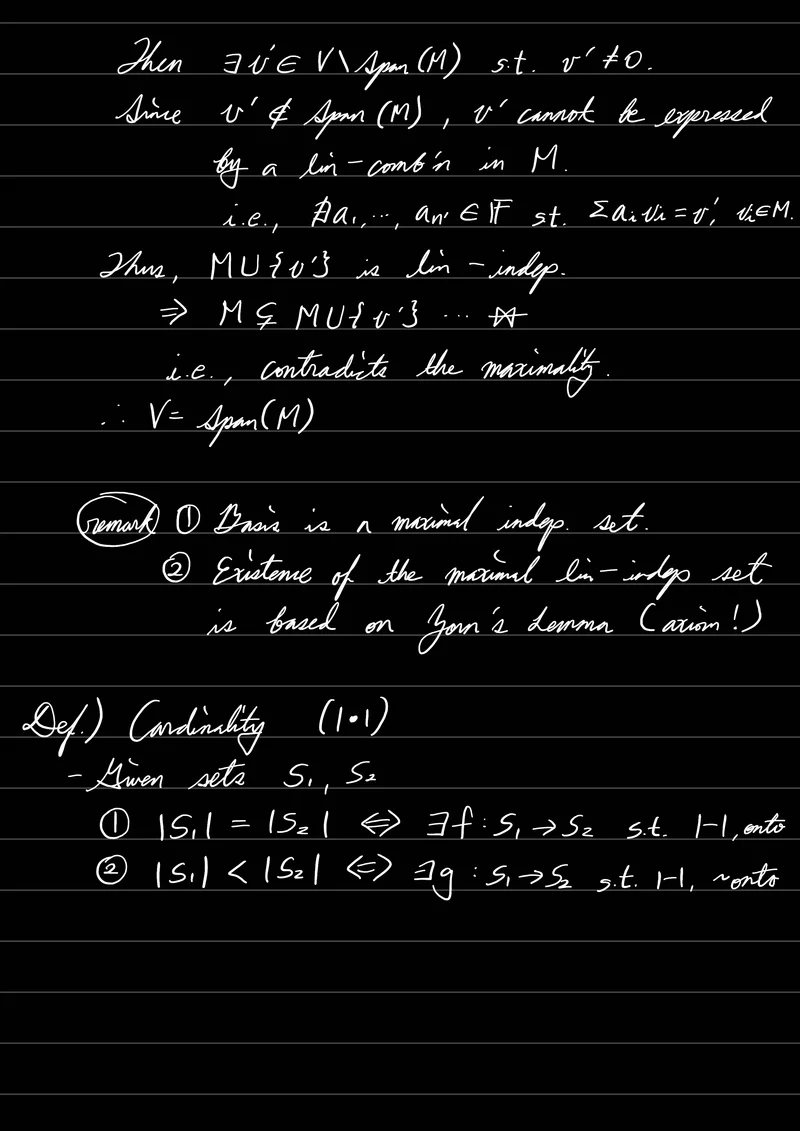 Then ∃v'∈ V\Span(M) s.t. v'≠0.
Since v' ∉ Span(M), v' cannot be expressed
by a lin-comb'n in M.
i.e., ∄a₁,⋯, aₙ' ∈ 𝔽 st. Σaᵢvᵢ=v', vᵢ∈M.
Thus, M∪{v'} is lin-indep.
⇒ M⊊M∪{v'} ⋯
i.e., contradicts the maximality.
∴ V= Span(M)
remark ① Basis is a maximal indep. set.
② Existence of the maximal lin-indep set
is based on Zorn's Lemma (axiom!)
Def.) Cardinality (|•|)
- Given sets S₁, S₂
① |S₁| = |S₂| ⇔ ∃f : S₁→S₂ s.t. 1-1, onto
② |S₁| < |S₂| ⇔ ∃g : S₁→S₂ s.t. 1-1, ~onto